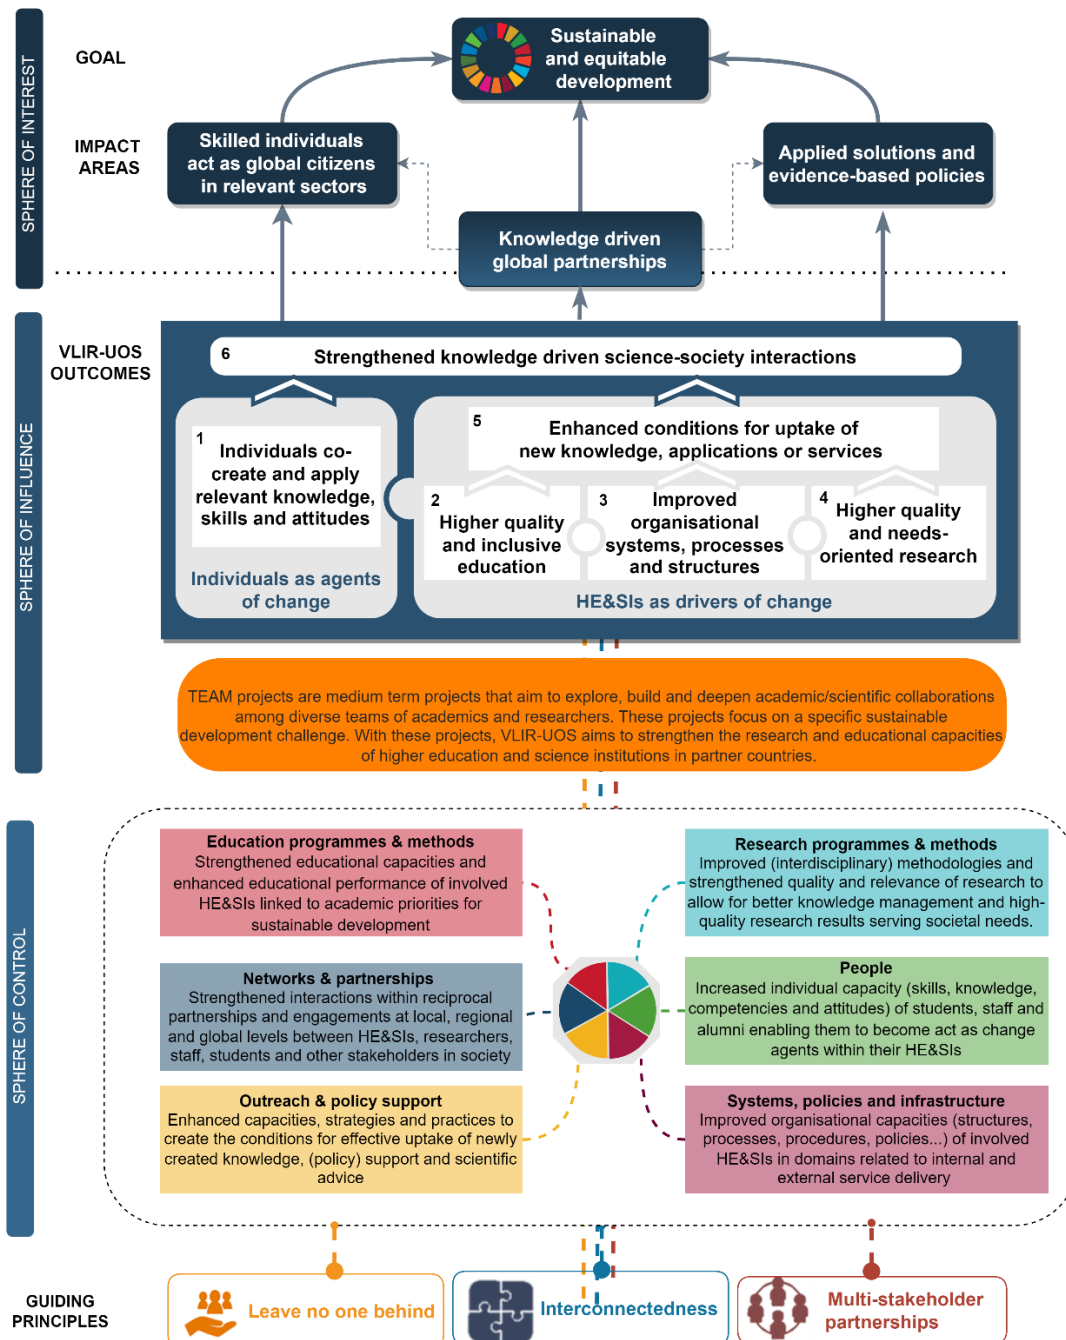 SPHERE OF INTEREST
GOAL
Sustainable
and equitable
development
IMPACT
AREAS
Skilled individuals
act as global citizens
in relevant sectors
Applied solutions and
evidence-based policies
Knowledge driven
global partnerships
SPHERE OF INFLUENCE
VLIR-UOS
OUTCOMES
6
Strengthened knowledge driven science-society interactions
1
Individuals co-
create and apply
relevant knowledge,
skills and attitudes
Individuals as agents
of change
5
Enhanced conditions for uptake of
new knowledge, applications or services
2
Higher quality
and inclusive
education
3
Improved
organisational
systems, processes
and structures
4
Higher quality
and needs-
oriented research
HE&SIs as drivers of change
TEAM projects are medium term projects that aim to explore, build and deepen academic/scientific collaborations
among diverse teams of academics and researchers. These projects focus on a specific sustainable
development challenge. With these projects, VLIR-UOS aims to strengthen the research and educational capacities
of higher education and science institutions in partner countries.
SPHERE OF CONTROL
Education programmes & methods
Strengthened educational capacities and
enhanced educational performance of involved
HE&SIs linked to academic priorities for
sustainable development
Research programmes & methods
Improved (interdisciplinary) methodologies and
strengthened quality and relevance of research to
allow for better knowledge management and high-
quality research results serving societal needs.
Networks & partnerships
Strengthened interactions within reciprocal
partnerships and engagements at local, regional
and global levels between HE&SIs, researchers,
staff, students and other stakeholders in society
People
Increased individual capacity (skills, knowledge,
competencies and attitudes) of students, staff and
alumni enabling them to become act as change
agents within their HE&SIs
Outreach & policy support
Enhanced capacities, strategies and practices to
create the conditions for effective uptake of newly
created knowledge, (policy) support and scientific
advice
Systems, policies and infrastructure
Improved organisational capacities (structures,
processes, procedures, policies...) of involved
HE&SIs in domains related to internal and
external service delivery
GUIDING
PRINCIPLES
Leave no one behind
Interconnectedness
Multi-stakeholder
partnerships